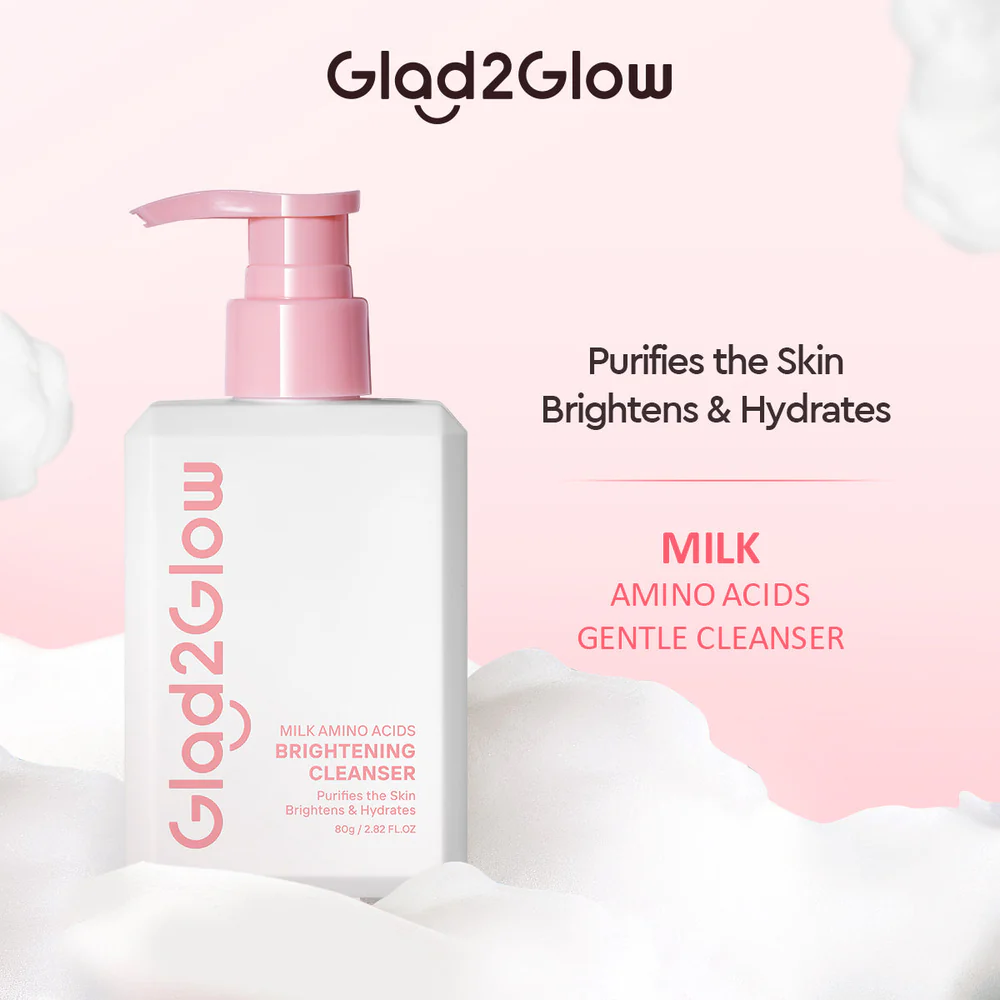 Glad2Glow
Purifies the Skin
Brightens & Hydrates
MILK
AMINO ACIDS
GENTLE CLEANSER
Glad2Glow
MILK AMINO ACIDS
BRIGHTENING
CLEANSER
Purifies the Skin
Brightens & Hydrates
80g / 2.82 FL.OZ